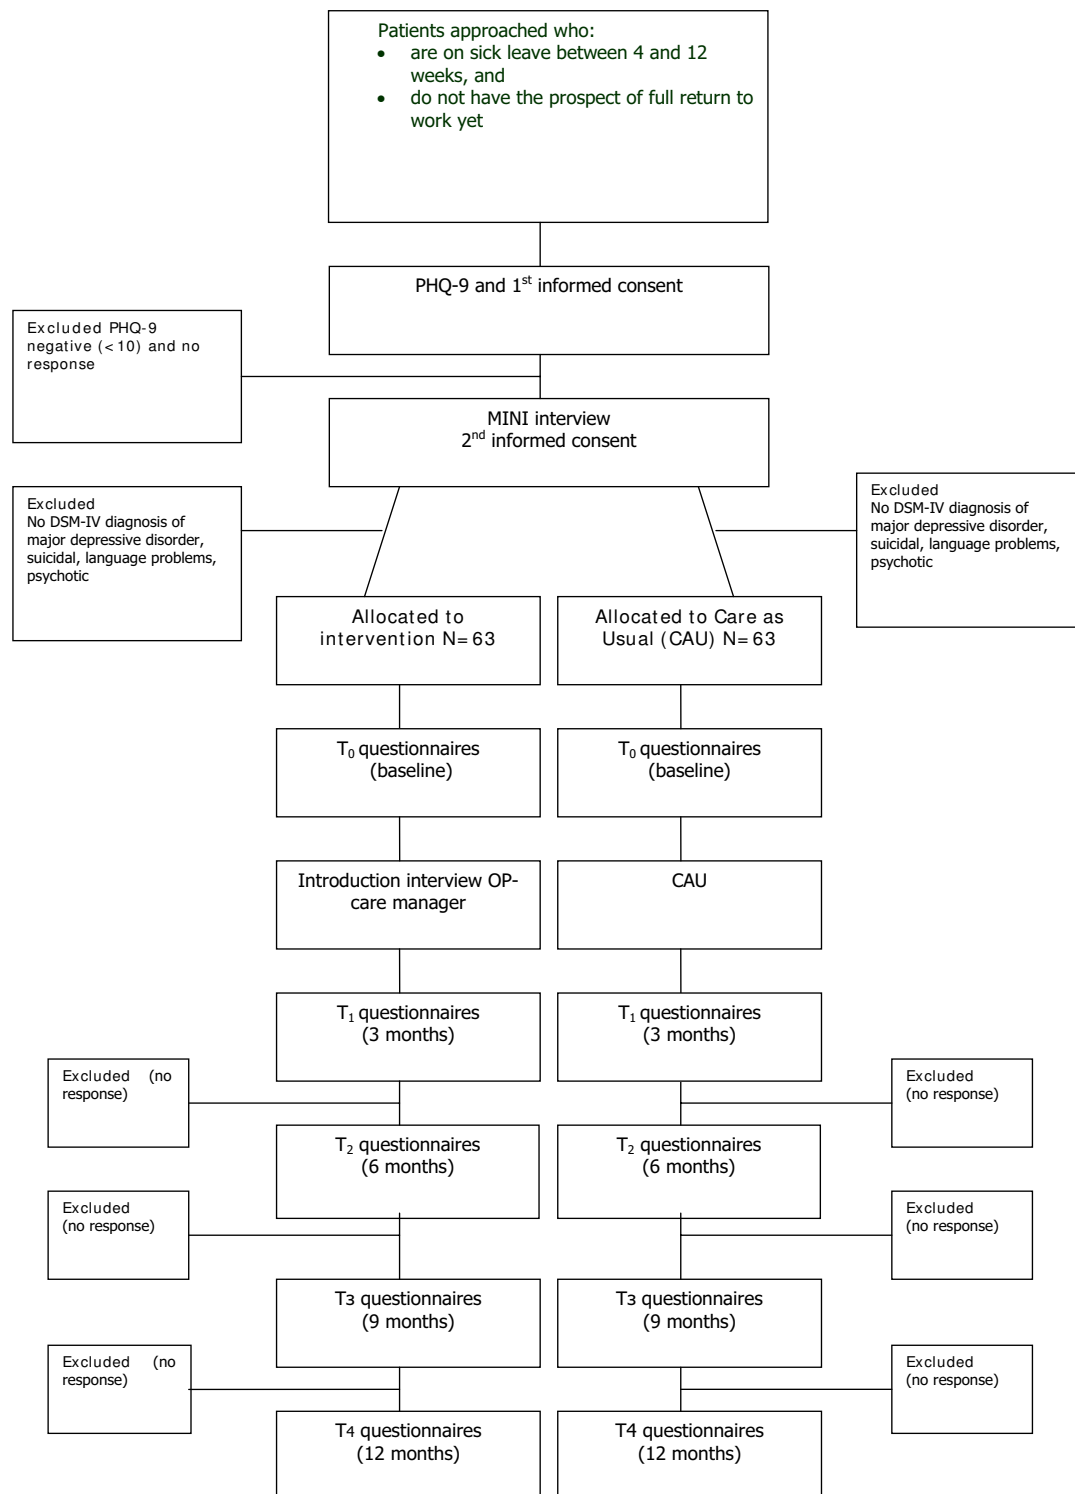 Patients approached who:
• are on sick leave between 4 and 12
weeks, and
• do not have the prospect of full return to
work yet
PHQ-9 and 1st informed consent
Excluded PHQ-9
negative (<10) and no
response
MINI interview
2nd informed consent
Excluded
No DSM-IV diagnosis of
major depressive disorder,
suicidal, language problems,
psychotic
Excluded
No DSM-IV diagnosis of
major depressive disorder,
suicidal, language problems,
psychotic
Allocated to
intervention N=63
Allocated to Care as
Usual (CAU) N=63
T0 questionnaires
(baseline)
T0 questionnaires
(baseline)
Introduction interview OP-
care manager
CAU
T1 questionnaires
(3 months)
T1 questionnaires
(3 months)
Excluded (no
response)
Excluded
(no response)
T2 questionnaires
(6 months)
T2 questionnaires
(6 months)
Excluded
(no response)
Excluded
(no response)
T3 questionnaires
(9 months)
T3 questionnaires
(9 months)
Excluded (no
response)
Excluded
(no response)
T4 questionnaires
(12 months)
T4 questionnaires
(12 months)